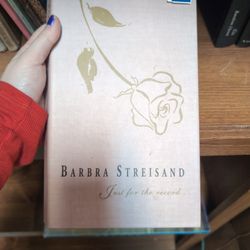 BARBRA STREISAND
Just for the record...